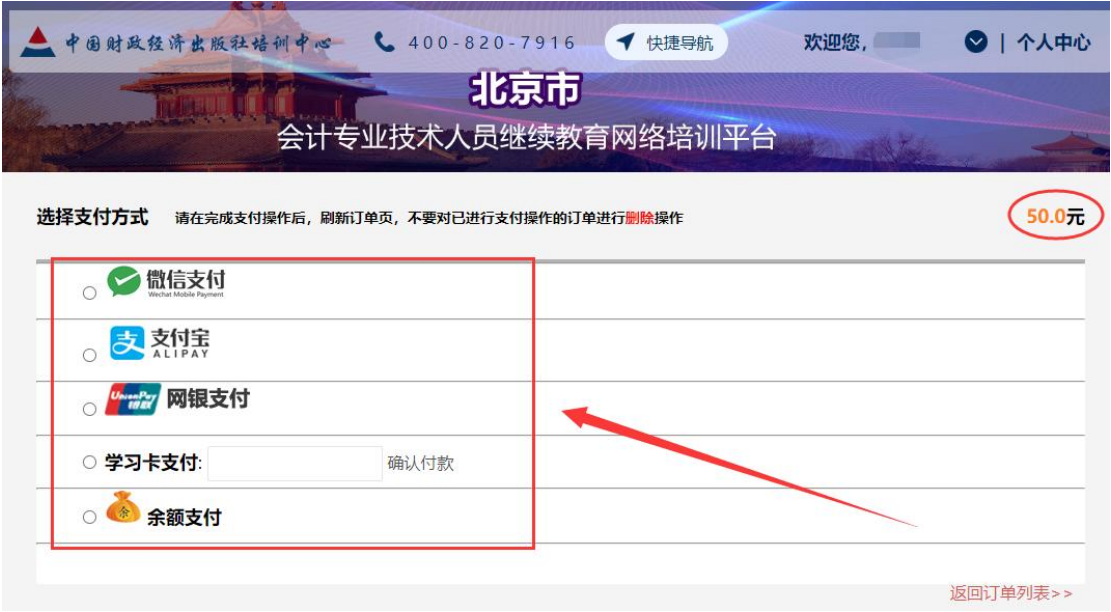 中国财政经济出版社培训中心 400-820-7916 快捷导航 欢迎您, | 个人中心
北京市
会计专业技术人员继续教育网络培训平台
选择支付方式 请在完成支付操作后，刷新订单页，不要对已进行支付操作的订单进行删除操作 50.0元
微信支付
Wechat Mobile Payment
支付宝
ALIPAY
UnionPay 银联 网银支付
学习卡支付: 确认付款
余 余额支付
返回订单列表>>